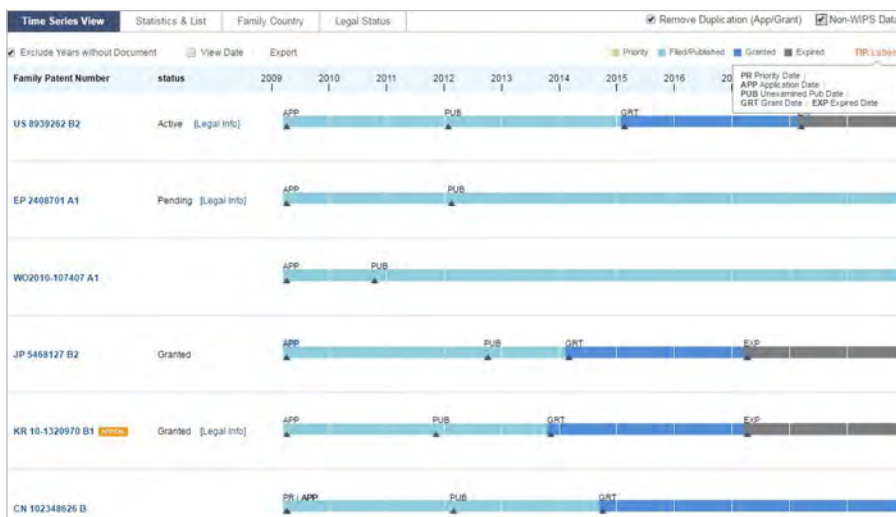 Time Series View Statistics & List Family Country Legal Status Remove Duplication (App/Grant) Non-WIPS Data
Exclude Years without Document View Date Export Priority Filed/Published Granted Expired TIP:Labels
Family Patent Number status 2009 2010 2011 2012 2013 2014 2015 2016
PR Priority Date |
APP Application Date |
PUB Unexamined Pub Date |
GRT Grant Date | EXP Expired Date
APP PUB GRT
US 8939262 B2 Active [Legal Info]
APP PUB
EP 2408701 A1 Pending [Legal Info]
APP PUB
WO2010-107407 A1
APP PUB GRT EXP
JP 5468127 B2 Granted
APP PUB GRT EXP
KR 10-1320970 B1 Granted [Legal Info]
PR | APP PUB GRT
CN 102348626 B